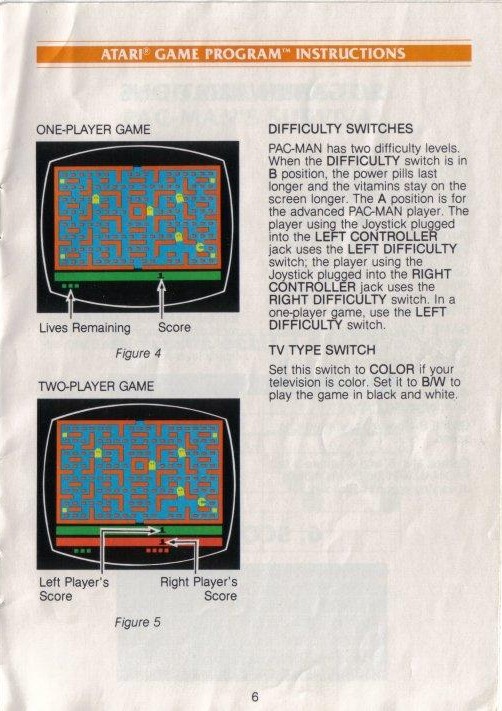 ATARI® GAME PROGRAM™ INSTRUCTIONS
ONE-PLAYER GAME
1
Lives Remaining Score
Figure 4
TWO-PLAYER GAME
1
1
Left Player's Right Player's
Score Score
Figure 5
DIFFICULTY SWITCHES
PAC-MAN has two difficulty levels.
When the DIFFICULTY switch is in
B position, the power pills last
longer and the vitamins stay on the
screen longer. The A position is for
the advanced PAC-MAN player. The
player using the Joystick plugged
into the LEFT CONTROLLER
jack uses the LEFT DIFFICULTY
switch; the player using the
Joystick plugged into the RIGHT
CONTROLLER jack uses the
RIGHT DIFFICULTY switch. In a
one-player game, use the LEFT
DIFFICULTY switch.
TV TYPE SWITCH
Set this switch to COLOR if your
television is color. Set it to B/W to
play the game in black and white.
6